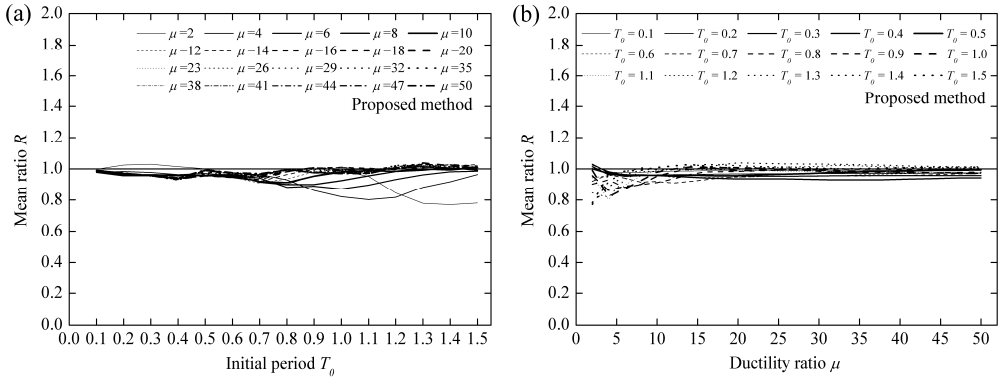 (a)
μ=2 μ=4 μ=6 μ=8 μ=10
μ−12 μ−14 μ−16 μ−18 μ−20
μ=23 μ=26 μ=29 μ=32 μ=35
μ=38 μ=41 μ=44 μ=47 μ=50
Proposed method
Mean ratio R
2.0
1.8
1.6
1.4
1.2
1.0
0.8
0.6
0.4
0.2
0.0
0.0 0.1 0.2 0.3 0.4 0.5 0.6 0.7 0.8 0.9 1.0 1.1 1.2 1.3 1.4 1.5
Initial period T0
(b)
T0 = 0.1 T0 = 0.2 T0 = 0.3 T0 = 0.4 T0 = 0.5
T0 = 0.6 T0 = 0.7 T0 = 0.8 T0 = 0.9 T0 = 1.0
T0 = 1.1 T0 = 1.2 T0 = 1.3 T0 = 1.4 T0 = 1.5
Proposed method
Mean ratio R
2.0
1.8
1.6
1.4
1.2
1.0
0.8
0.6
0.4
0.2
0.0
0 5 10 15 20 25 30 35 40 45 50
Ductility ratio μ